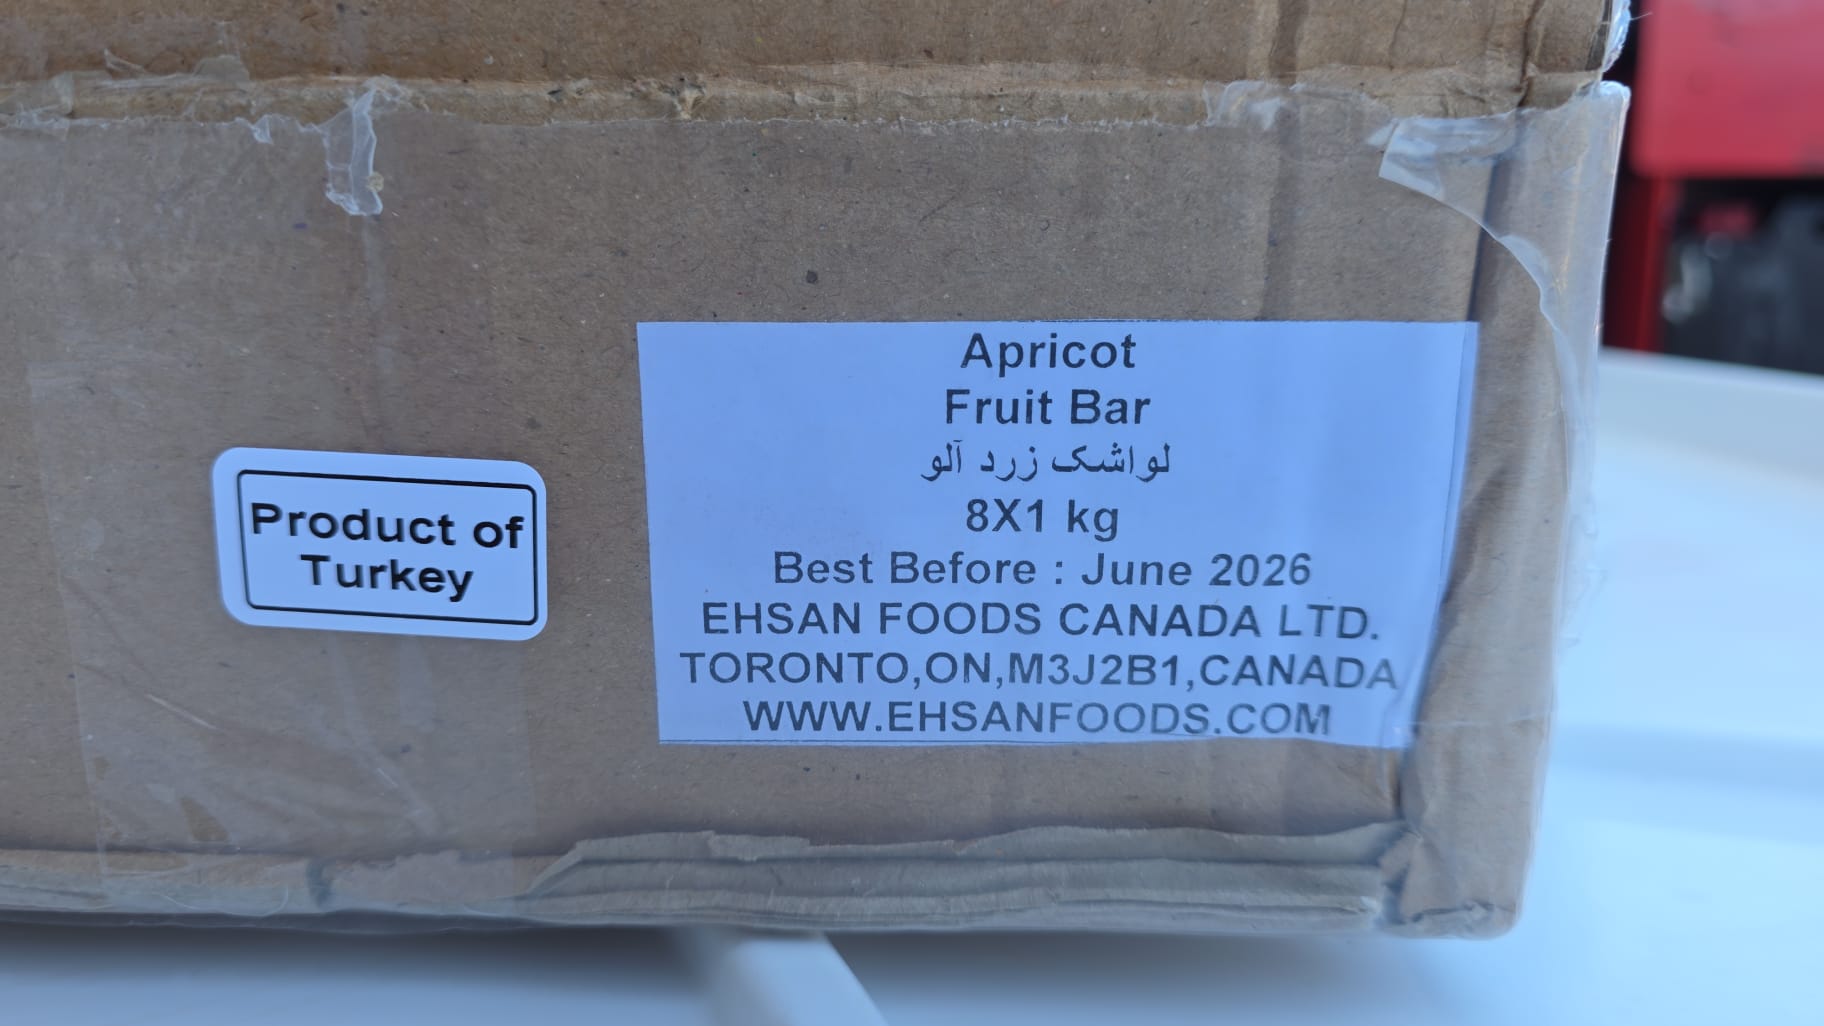 Product of
Turkey
Apricot
Fruit Bar
لواشک زرد آلو
8X1 kg
Best Before : June 2026
EHSAN FOODS CANADA LTD.
TORONTO,ON,M3J2B1,CANADA
WWW.EHSANFOODS.COM